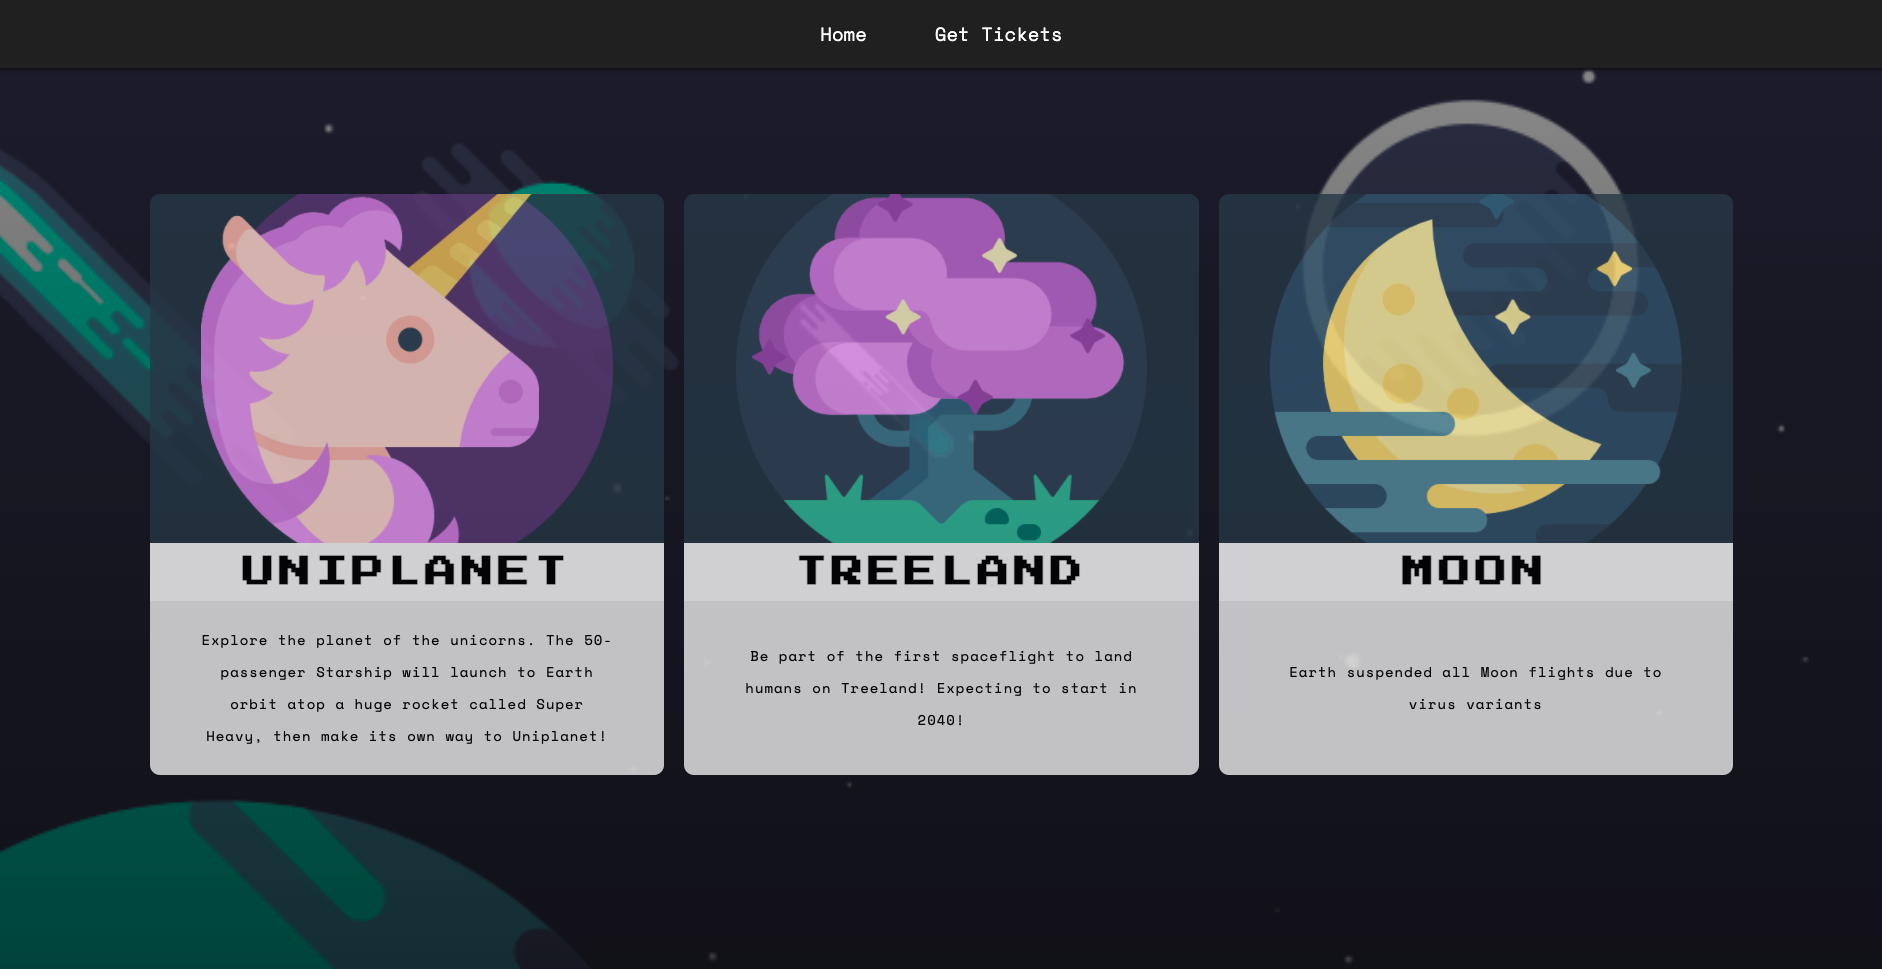 Home
Get Tickets
UNIPLANET
Explore the planet of the unicorns. The 50-
passenger Starship will launch to Earth
orbit atop a huge rocket called Super
Heavy, then make its own way to Uniplanet!
TREELAND
Be part of the first spaceflight to land
humans on Treeland! Expecting to start in
2040!
MOON
Earth suspended all Moon flights due to
virus variants